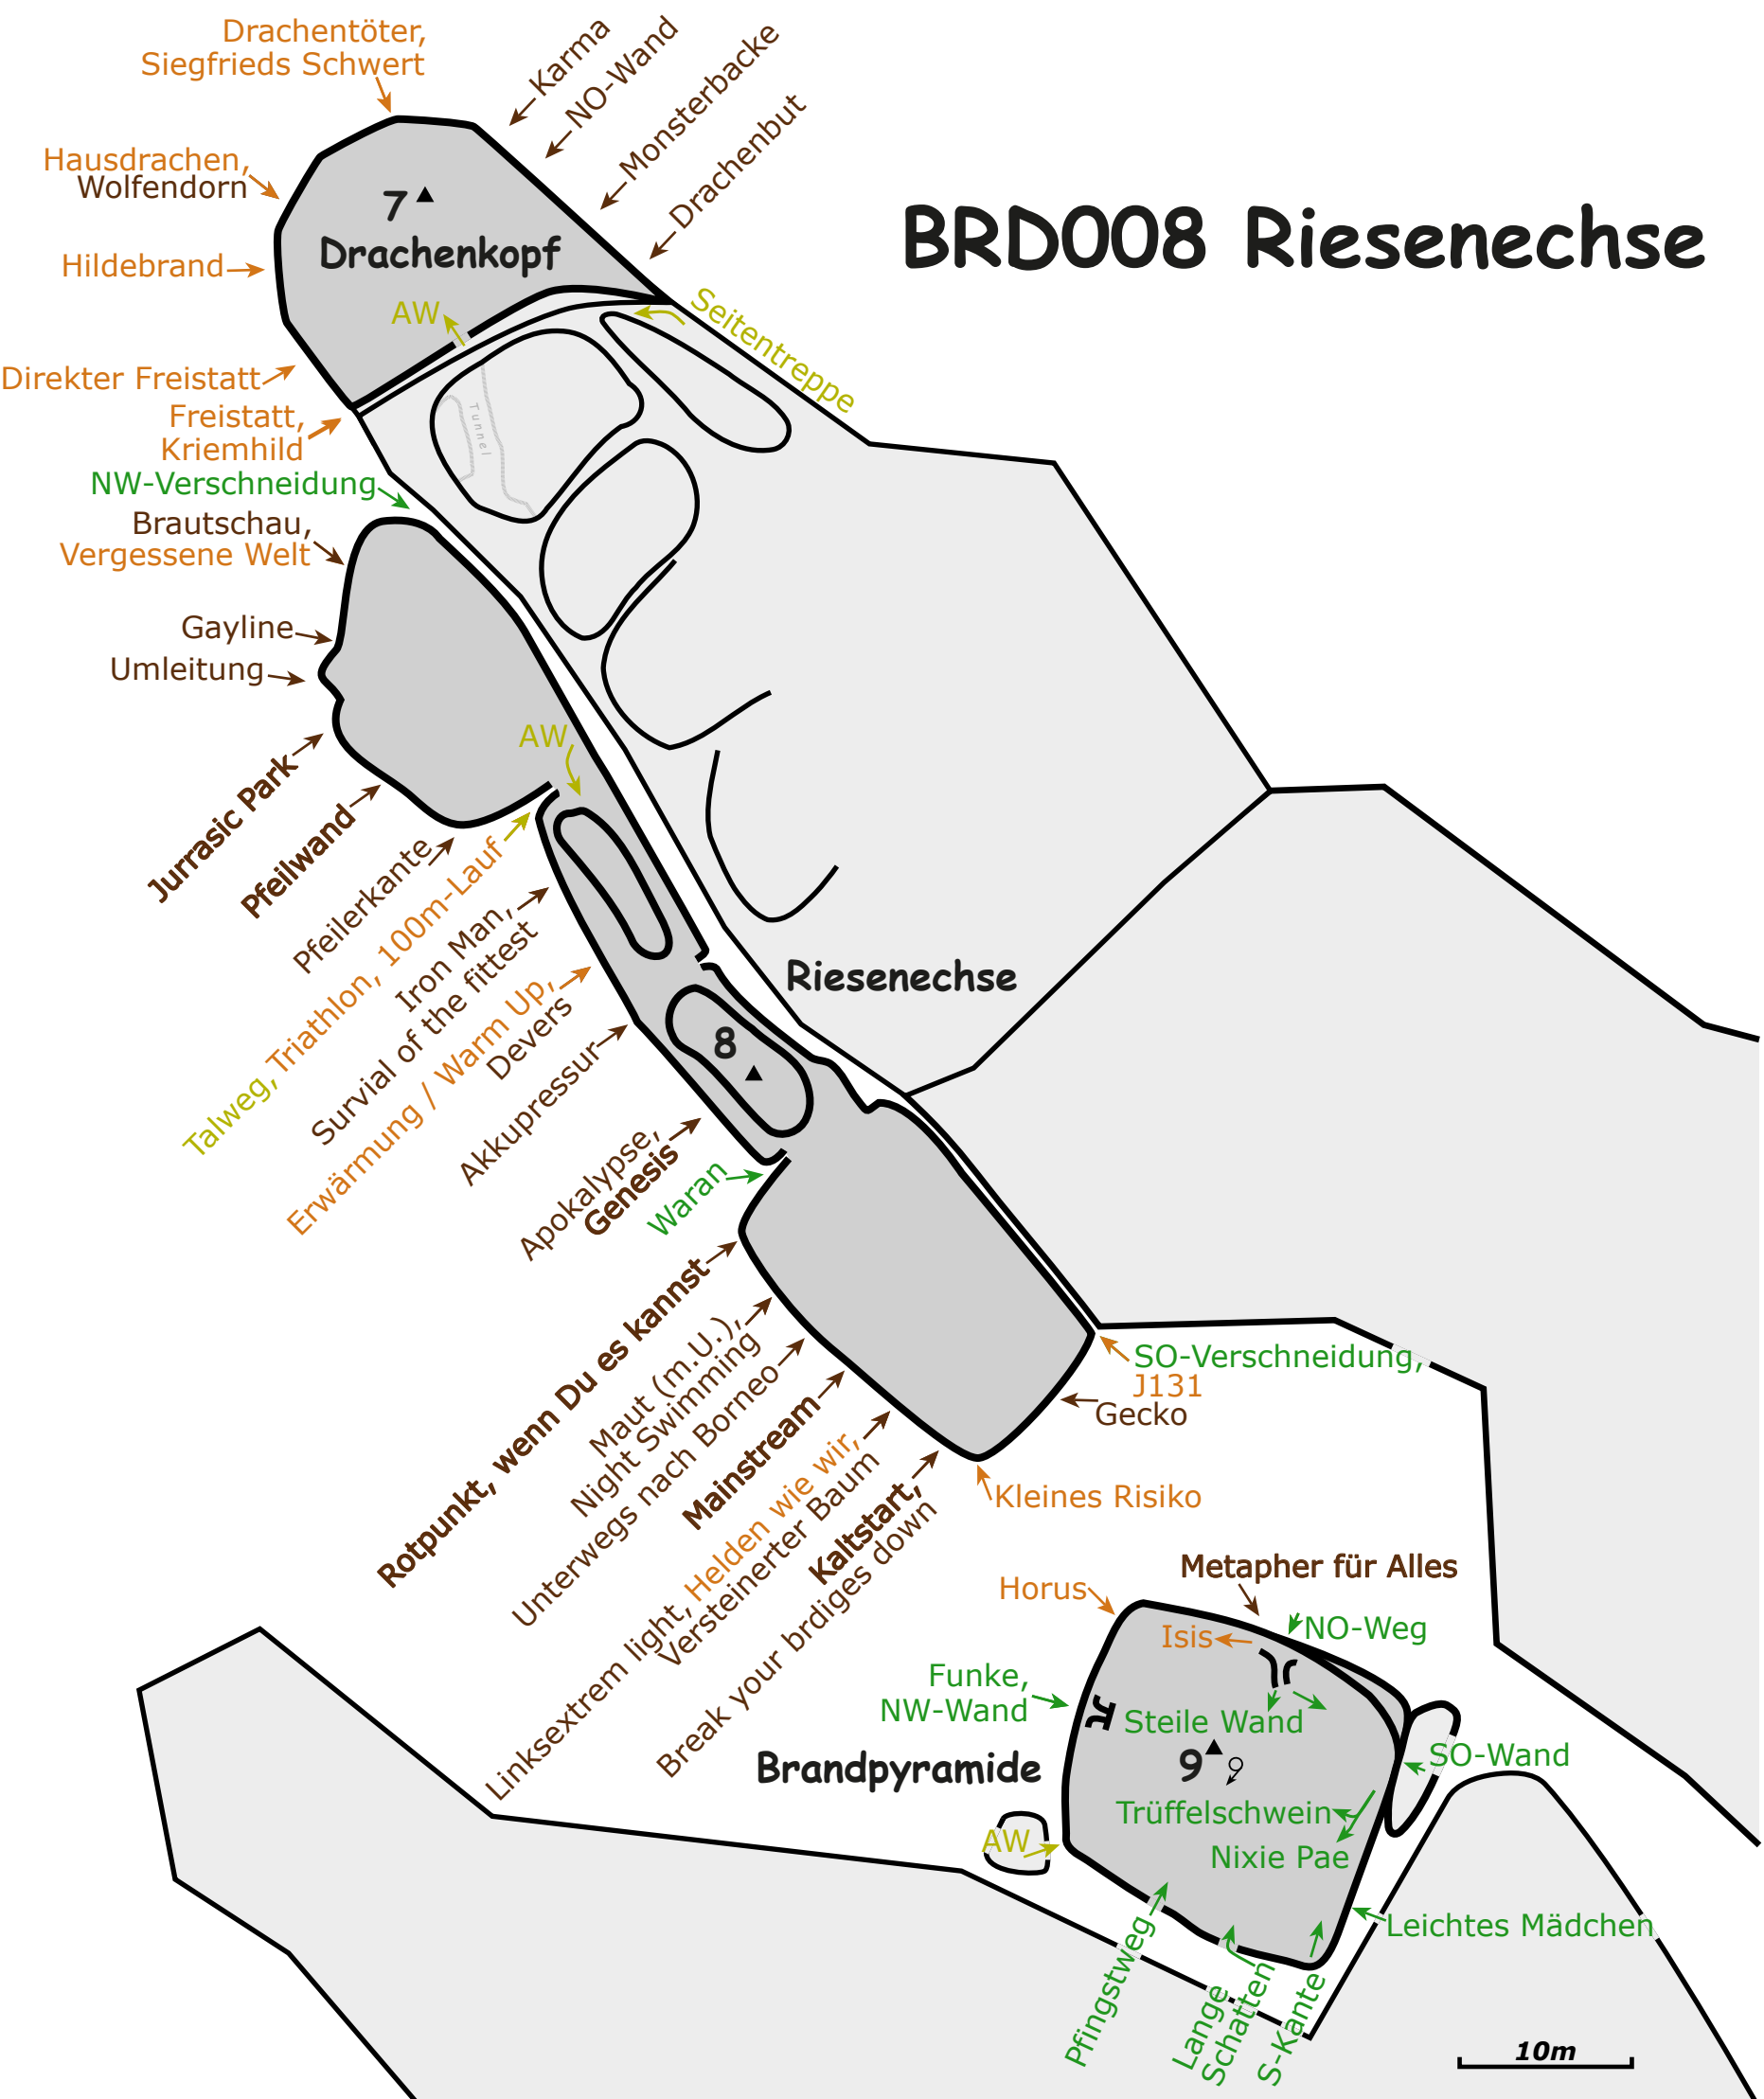 Drachentöter,
Siegfrieds Schwert
Karma
NO-Wand
Monsterbacke
Drachenbut
Hausdrachen,
Wolfendorn
7
Drachenkopf
BRD008 Riesenechse
Hildebrand
AW
Seitentreppe
Direkter Freistatt
Freistatt,
Kriemhild
Tunnel
NW-Verschneidung
Brautschau,
Vergessene Welt
Gayline
Umleitung
AW
Jurrasic Park
Pfeilwand
Pfeilerkante
Talweg, Triathlon, 100m-Lauf
Iron Man,
Survial of the fittest
Erwärmung / Warm Up,
Devers
Akkupressur
Riesenechse
8
Apokalypse,
Genesis
Waran
Rotpunkt, wenn Du es kannst
Maut (m.U.),
Night Swimming
Unterwegs nach Borneo
Mainstream
Linksextrem light, Helden wie wir,
Versteinerter Baum
Kaltstart,
Break your brdiges down
SO-Verschneidung,
J131
Gecko
Kleines Risiko
Metapher für Alles
Horus
Isis
NO-Weg
Funke,
NW-Wand
Steile Wand
Brandpyramide
9
SO-Wand
Trüffelschwein
AW
Nixie Pae
Leichtes Mädchen
Pfingstweg
Lange
Schatten
S-Kante
10m